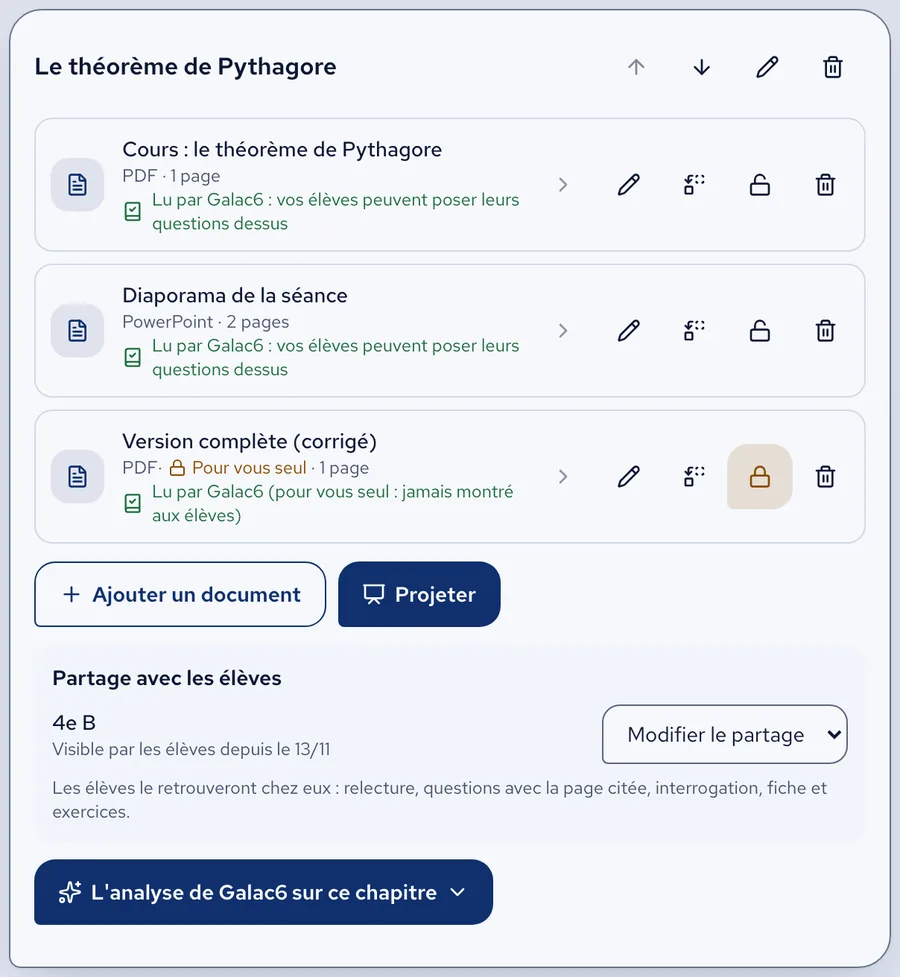 Le théorème de Pythagore
Cours : le théorème de Pythagore
PDF · 1 page
Lu par Galac6 : vos élèves peuvent poser leurs
questions dessus
Diaporama de la séance
PowerPoint · 2 pages
Lu par Galac6 : vos élèves peuvent poser leurs
questions dessus
Version complète (corrigé)
PDF· Pour vous seul · 1 page
Lu par Galac6 (pour vous seul : jamais montré
aux élèves)
+ Ajouter un document
Projeter
Partage avec les élèves
4e B
Visible par les élèves depuis le 13/11
Modifier le partage
Les élèves le retrouveront chez eux : relecture, questions avec la page citée, interrogation, fiche et
exercices.
L'analyse de Galac6 sur ce chapitre